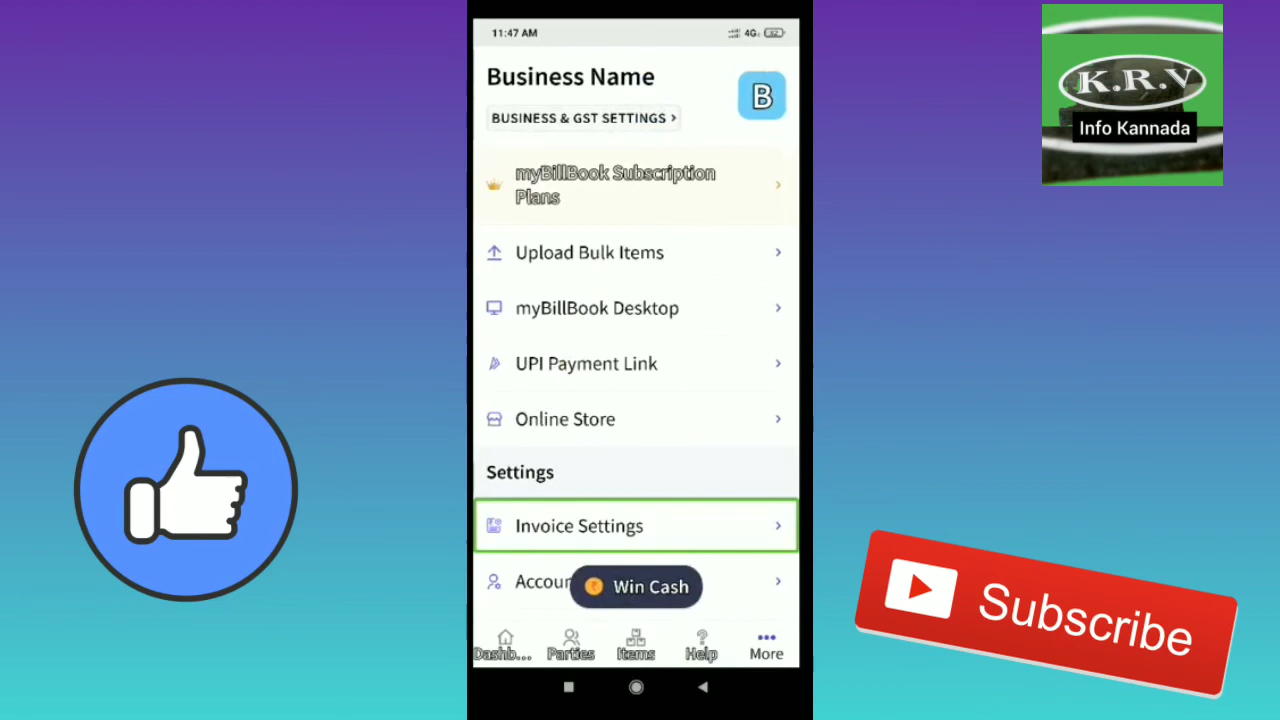 11:47 AM
4G
52
Business Name
B
BUSINESS & GST SETTINGS
myBillBook Subscription
Plans
Upload Bulk Items
myBillBook Desktop
UPI Payment Link
Online Store
Settings
Invoice Settings
Accoun
Win Cash
Dashb...
Parties
Items
Help
More
K.R.V
Info Kannada
Subscribe